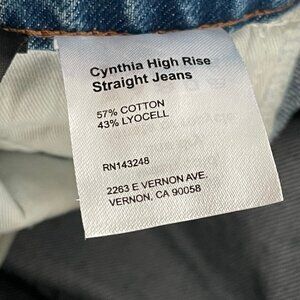 Cynthia High Rise
Straight Jeans
57% COTTON
43% LYOCELL
RN143248
2263 E VERNON AVE.
VERNON, CA 90058